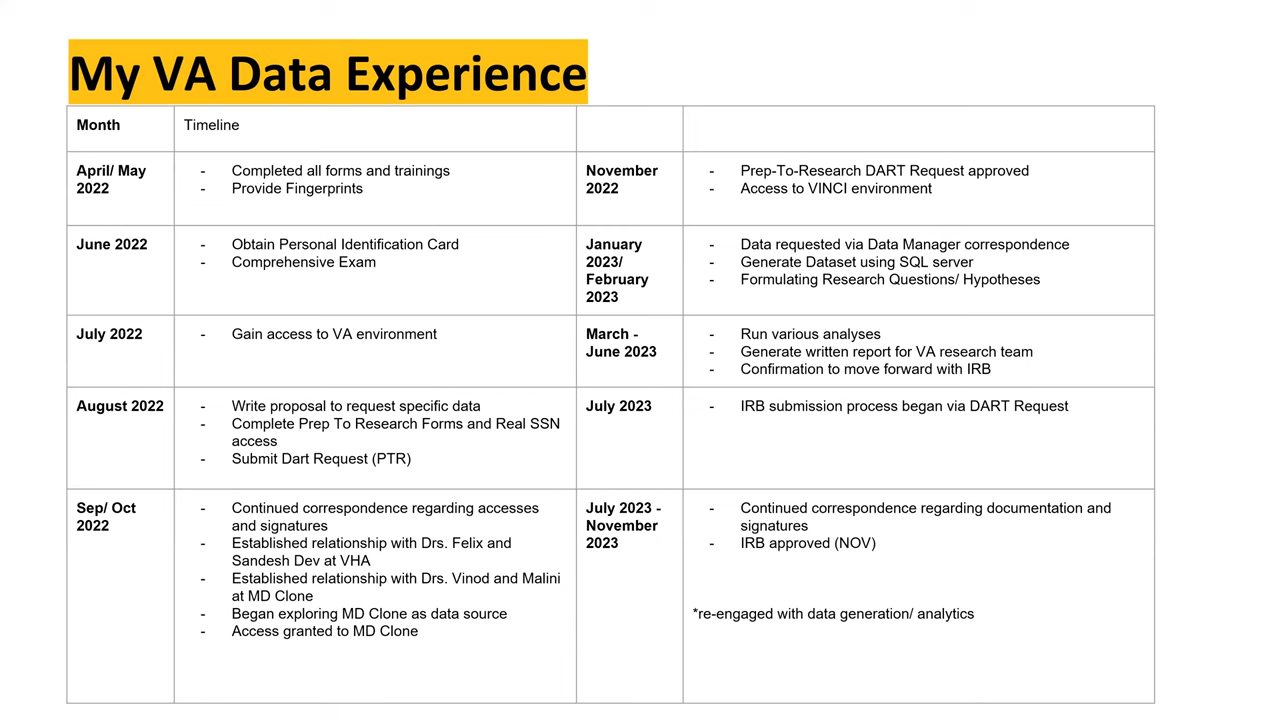 My VA Data Experience
Month
Timeline
April/ May
2022
- Completed all forms and trainings
- Provide Fingerprints
November
2022
- Prep-To-Research DART Request approved
- Access to VINCI environment
June 2022
- Obtain Personal Identification Card
- Comprehensive Exam
January
2023/
February
2023
- Data requested via Data Manager correspondence
- Generate Dataset using SQL server
- Formulating Research Questions/ Hypotheses
July 2022
- Gain access to VA environment
March -
June 2023
- Run various analyses
- Generate written report for VA research team
- Confirmation to move forward with IRB
August 2022
- Write proposal to request specific data
- Complete Prep To Research Forms and Real SSN
access
- Submit Dart Request (PTR)
July 2023
- IRB submission process began via DART Request
Sep/ Oct
2022
- Continued correspondence regarding accesses
and signatures
- Established relationship with Drs. Felix and
Sandesh Dev at VHA
- Established relationship with Drs. Vinod and Malini
at MD Clone
- Began exploring MD Clone as data source
- Access granted to MD Clone
July 2023 -
November
2023
- Continued correspondence regarding documentation and
signatures
- IRB approved (NOV)
*re-engaged with data generation/ analytics